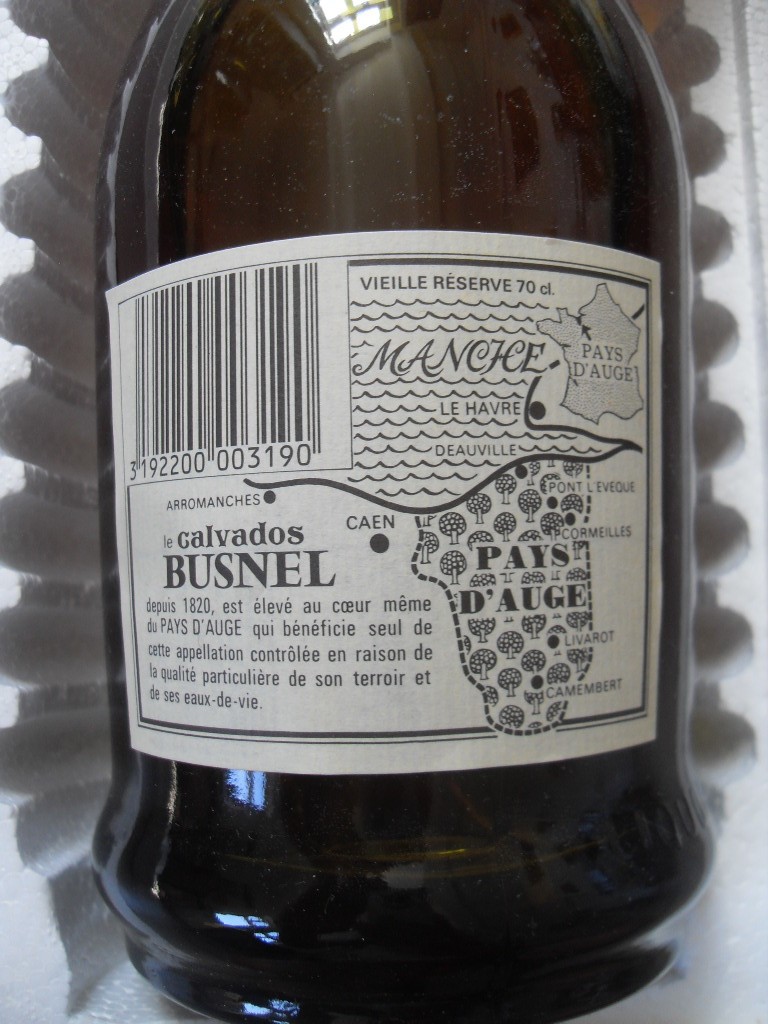 VIEILLE RÉSERVE 70 cl.
MANCHE
PAYS
D'AUGE
LE HAVRE
DEAUVILLE
3 192200 003190
ARROMANCHES
PONT L'EVEQUE
CAEN
CORMEILLES
le calvados
BUSNEL
PAYS
D'AUGE
depuis 1820, est élevé au cœur même
du PAYS D'AUGE qui bénéficie seul de
cette appellation contrôlée en raison de
la qualité particulière de son terroir et
de ses eaux-de-vie.
LIVAROT
CAMEMBERT